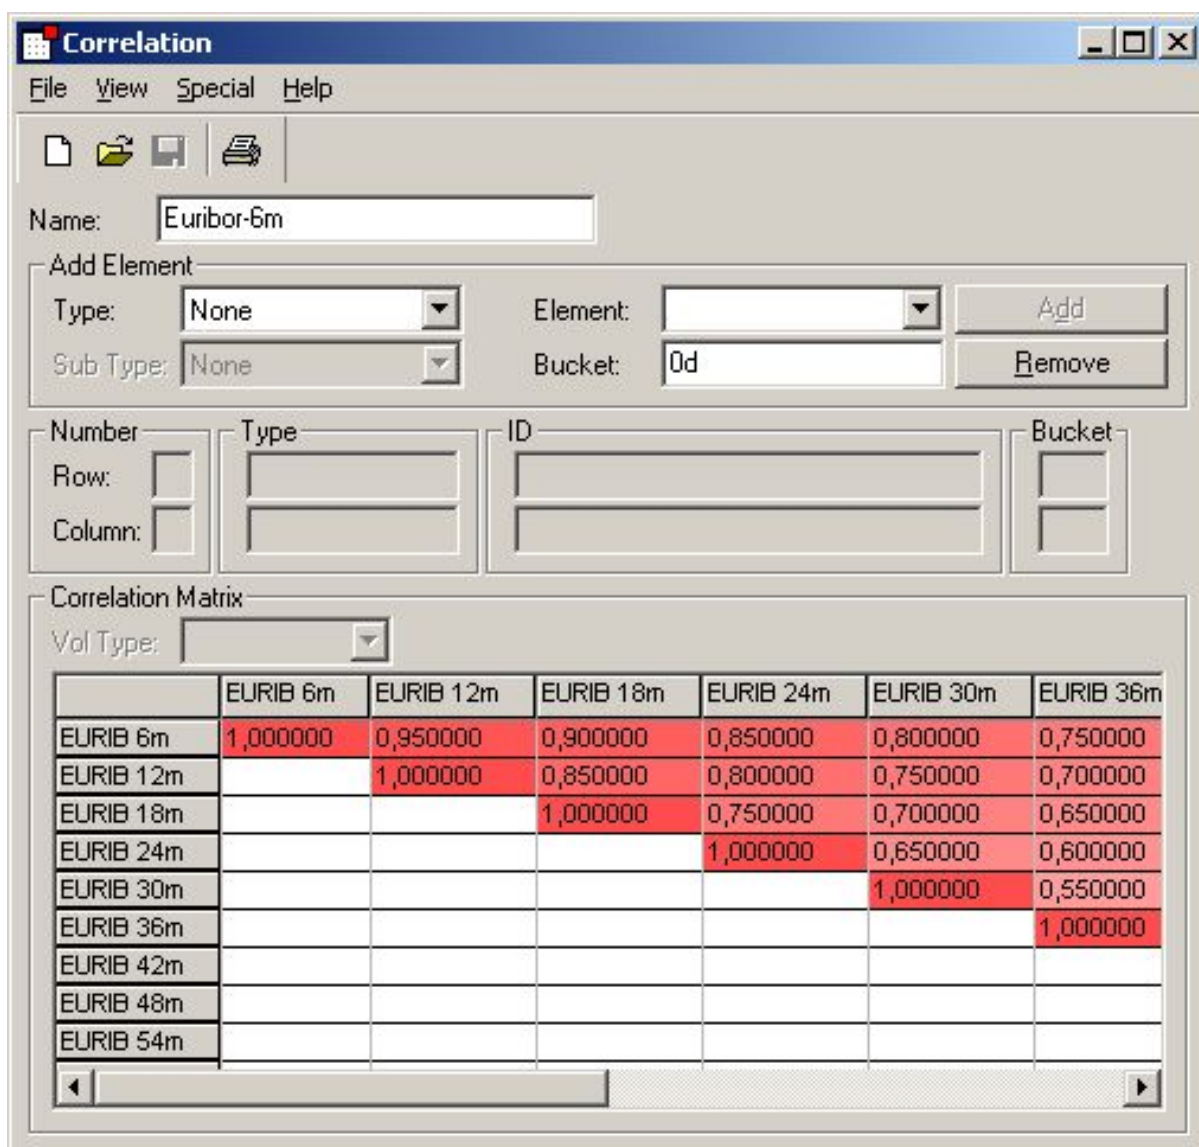 Correlation
File View Special Help
Name: Euribor-6m
Add Element
Type: None Element: Add
Sub Type: None Bucket: 0d Remove
Number Type ID Bucket
Row:
Column:
Correlation Matrix
Vol Type:
EURIB 6m EURIB 12m EURIB 18m EURIB 24m EURIB 30m EURIB 36m
EURIB 6m 1,000000 0,950000 0,900000 0,850000 0,800000 0,750000
EURIB 12m 1,000000 0,850000 0,800000 0,750000 0,700000
EURIB 18m 1,000000 0,750000 0,700000 0,650000
EURIB 24m 1,000000 0,650000 0,600000
EURIB 30m 1,000000 0,550000
EURIB 36m 1,000000
EURIB 42m
EURIB 48m
EURIB 54m